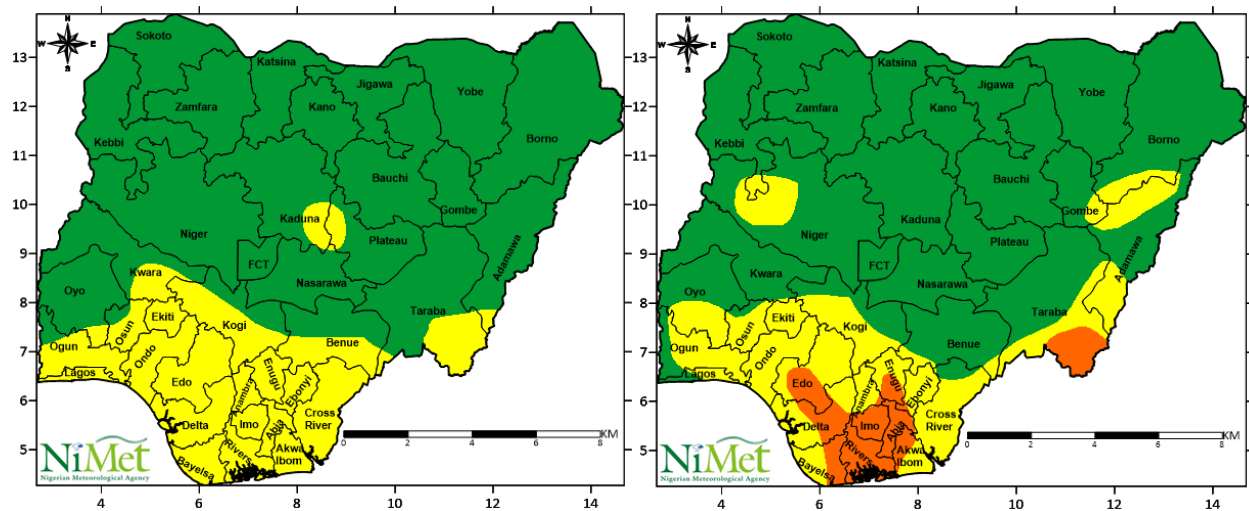 N
W E
S
Sokoto
Katsina
Jigawa
Yobe
Zamfara
Kano
Borno
Kebbi
Bauchi
Kaduna
Gombe
Niger
Plateau
Adamawa
FCT
Kwara
Nasarawa
Oyo
Taraba
Ekiti
Osun
Kogi
Ogun
Ondo
Benue
Lagos
Edo
Enugu
Anambra
Ebonyi
Delta
Imo
Abia
Cross
River
Rivers
Akwa
Ibom
Bayelsa
0 2 4 6 8 KM
NiMet
Nigerian Meteorological Agency
13
12
11
10
9
8
7
6
5
4 6 8 10 12 14
N
W E
S
Sokoto
Katsina
Jigawa
Yobe
Zamfara
Kano
Borno
Kebbi
Bauchi
Gombe
Kaduna
Niger
Plateau
Adamawa
FCT
Kwara
Nasarawa
Oyo
Taraba
Ekiti
Osun
Kogi
Ogun
Ondo
Benue
Lagos
Edo
Enugu
Anambra
Ebonyi
Delta
Imo
Abia
Cross
River
Rivers
Akwa
Ibom
Bayelsa
0 2 4 6 8 KM
NiMet
Nigerian Meteorological Agency
13
12
11
10
9
8
7
6
5
4 6 8 10 12 14